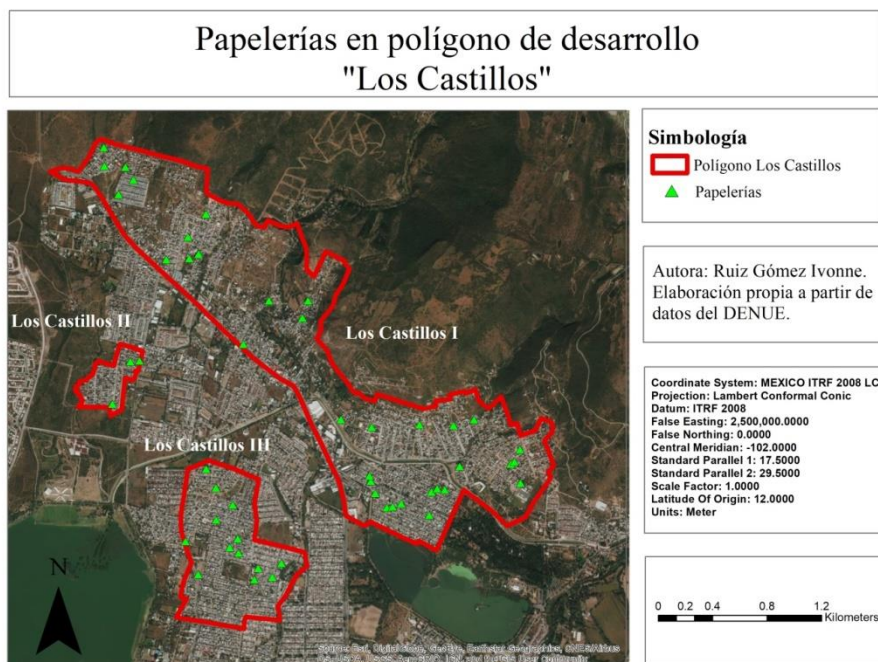 Papelerías en polígono de desarrollo
"Los Castillos"
Simbología
Polígono Los Castillos
Papelerías
Autora: Ruiz Gómez Ivonne.
Elaboración propia a partir de
datos del DENUE.
Los Castillos II
Los Castillos I
Los Castillos III
Coordinate System: MEXICO ITRF 2008 LC
Projection: Lambert Conformal Conic
Datum: ITRF 2008
False Easting: 2,500,000.0000
False Northing: 0.0000
Central Meridian: -102.0000
Standard Parallel 1: 17.5000
Standard Parallel 2: 29.5000
Scale Factor: 1.0000
Latitude Of Origin: 12.0000
Units: Meter
N
0 0.2 0.4 0.8 1.2
Kilometers